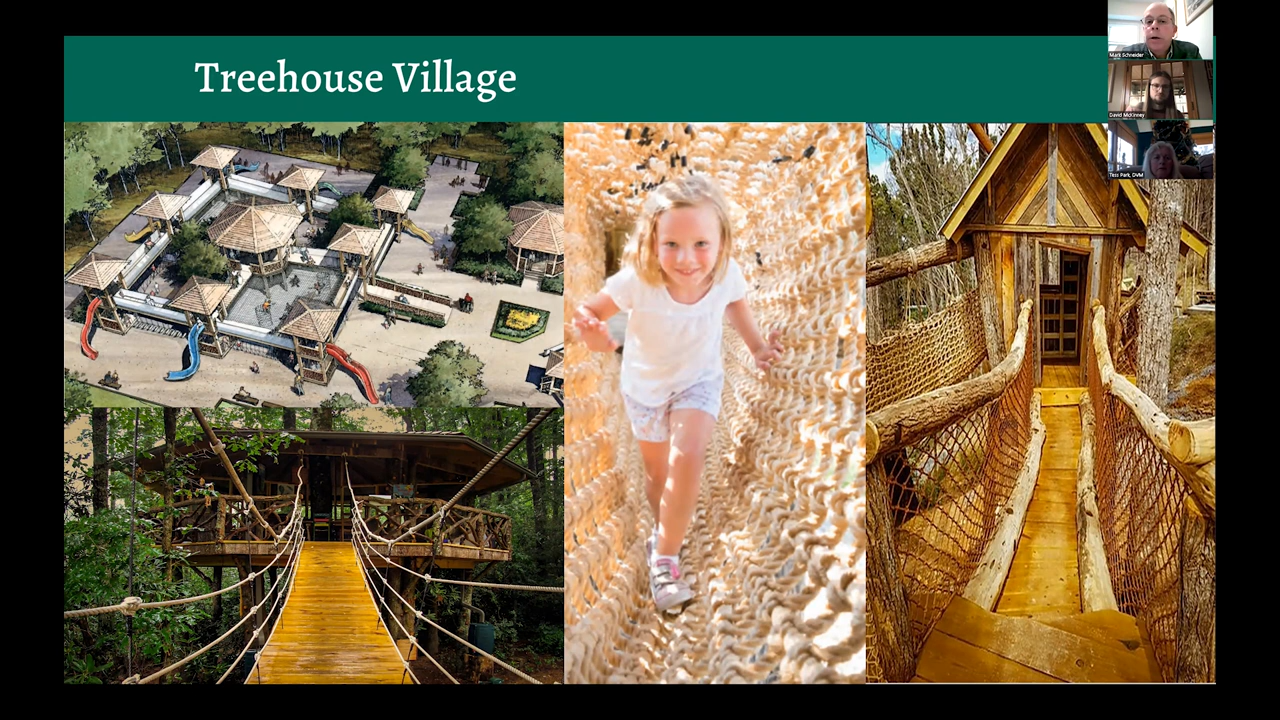 Treehouse Village
Mark Schneider
David McKinney
Tess Park, DVM